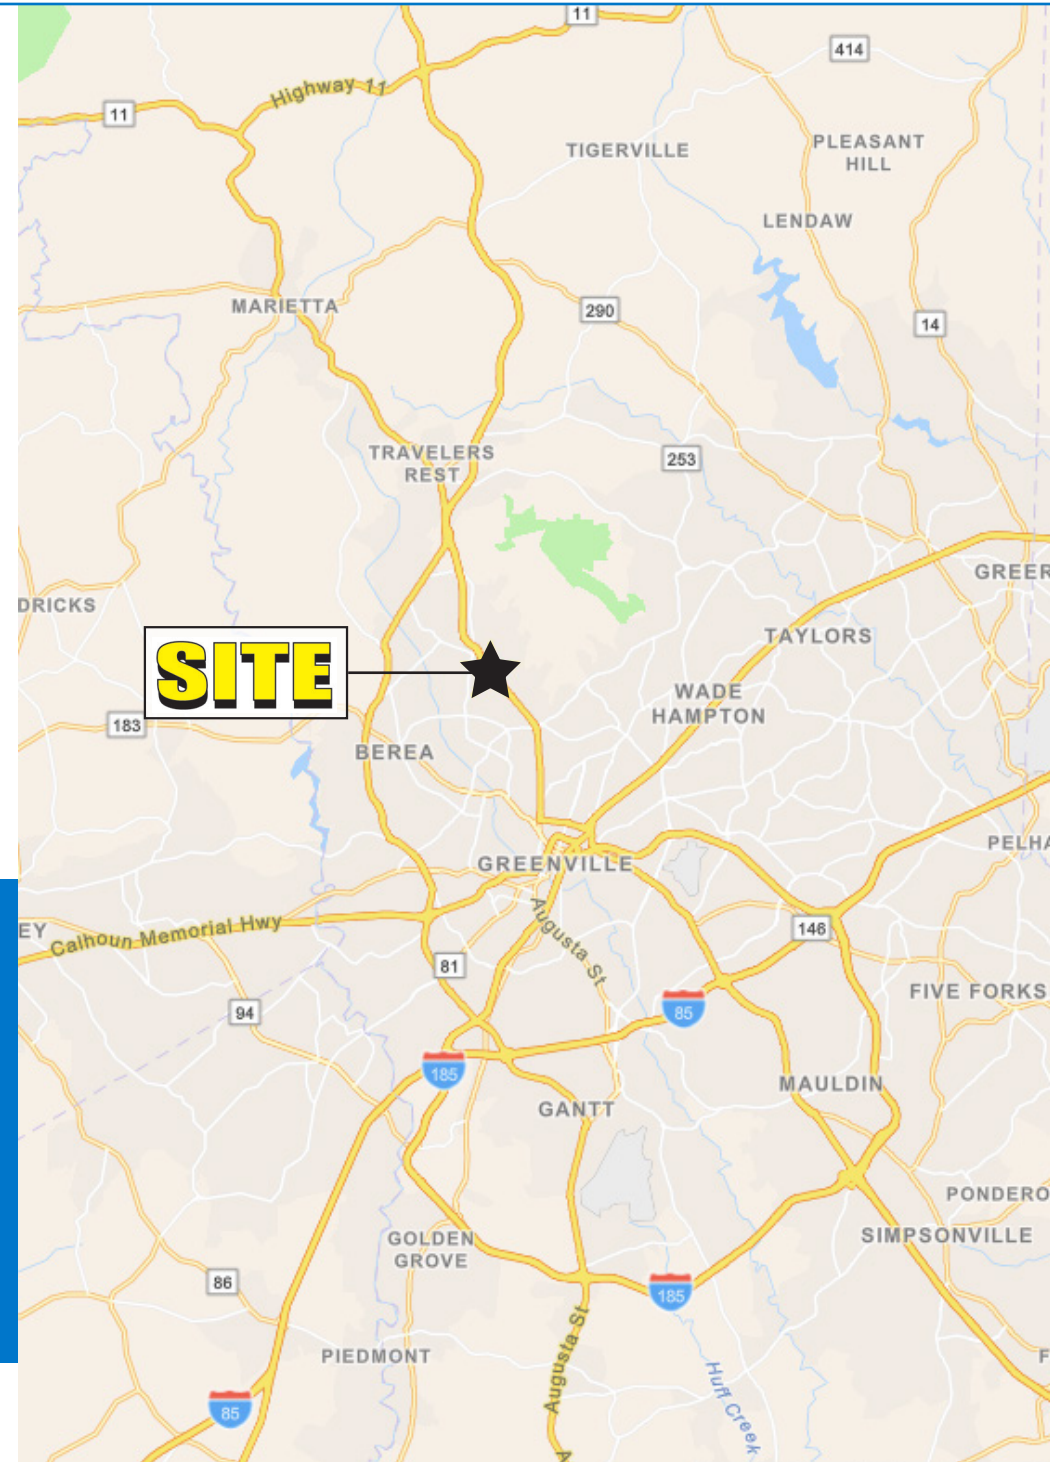 11
414
Highway 11
11
TIGERVILLE
PLEASANT
HILL
LENDAW
MARIETTA
290
14
TRAVELERS
REST
253
GREER
DRICKS
TAYLORS
SITE
WADE
HAMPTON
183
BEREA
PELHA
GREENVILLE
Augusta St
Calhoun Memorial Hwy
EY
146
81
FIVE FORKS
94
85
185
MAULDIN
GANTT
PONDERO
SIMPSONVILLE
GOLDEN
GROVE
86
185
Augusta St
PIEDMONT
F
Huff Creek
85
A